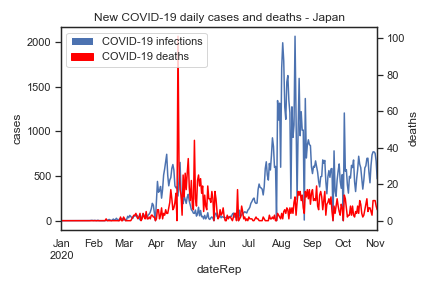 New COVID-19 daily cases and deaths - Japan
COVID-19 infections
COVID-19 deaths
2000
1500
1000
500
0
cases
100
80
60
40
20
0
deaths
Jan Feb Mar Apr May Jun Jul Aug Sep Oct Nov
2020
dateRep